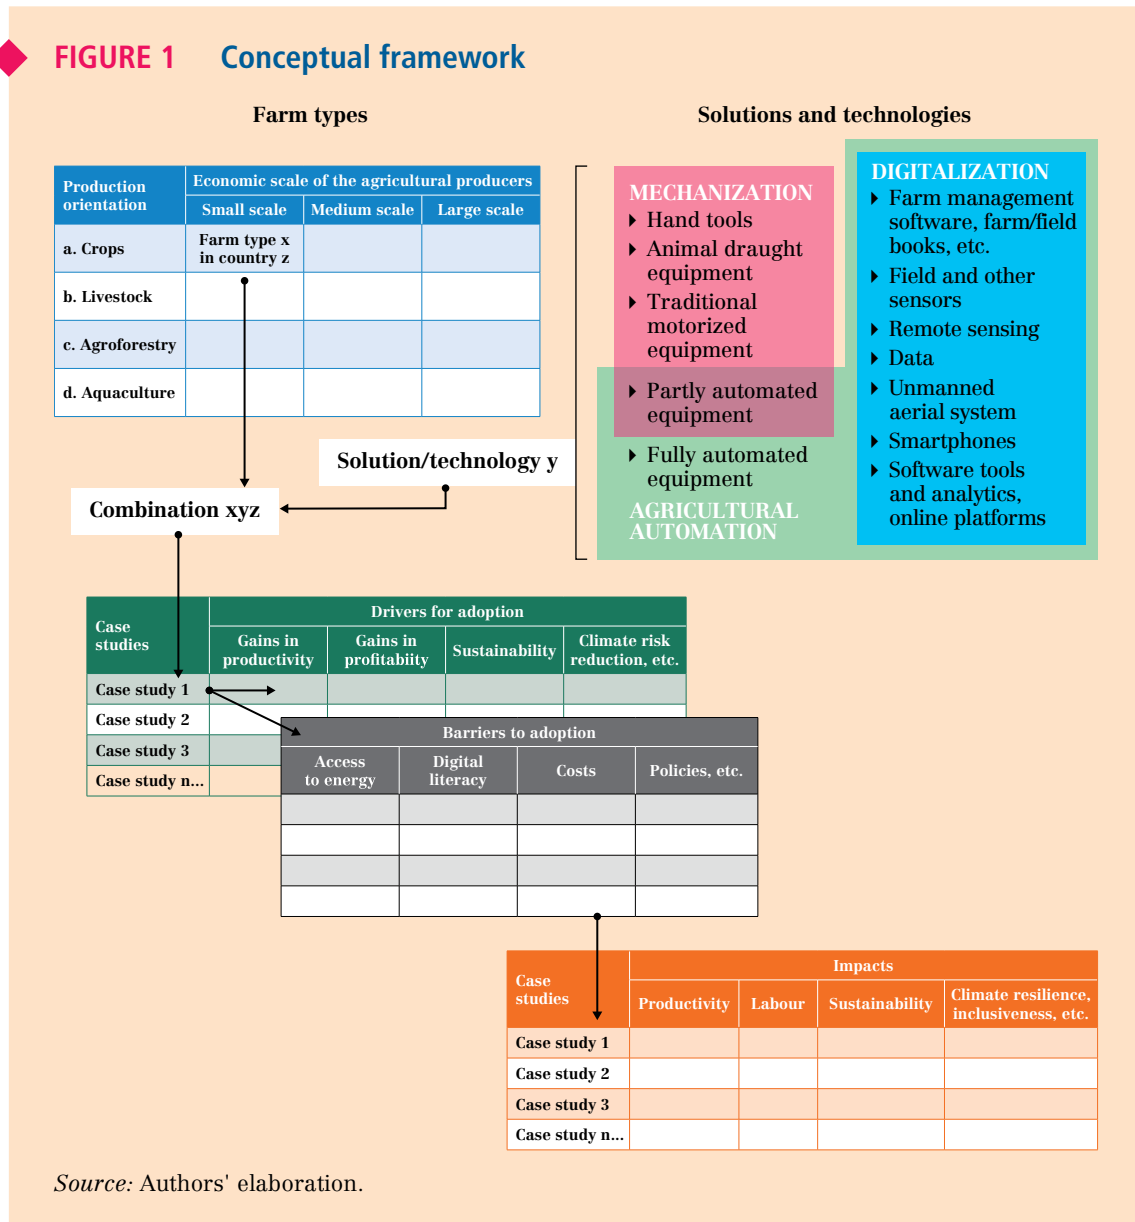 FIGURE 1 Conceptual framework
Farm types
Production
orientation
Economic scale of the agricultural producers
Small scale
Medium scale
Large scale
a. Crops
Farm type x
in country z
b. Livestock
c. Agroforestry
d. Aquaculture
Solutions and technologies
MECHANIZATION
Hand tools
Animal draught
equipment
Traditional
motorized
equipment
Partly automated
equipment
Fully automated
equipment
AGRICULTURAL
AUTOMATION
DIGITALIZATION
Farm management
software, farm/field
books, etc.
Field and other
sensors
Remote sensing
Data
Unmanned
aerial system
Smartphones
Software tools
and analytics,
online platforms
Solution/technology y
Combination xyz
Case
studies
Drivers for adoption
Gains in
productivity
Gains in
profitabiity
Sustainability
Climate risk
reduction, etc.
Case study 1
Case study 2
Case study 3
Case study n...
Barriers to adoption
Access
to energy
Digital
literacy
Costs
Policies, etc.
Case
studies
Impacts
Productivity
Labour
Sustainability
Climate resilience,
inclusiveness, etc.
Case study 1
Case study 2
Case study 3
Case study n...
Source: Authors' elaboration.